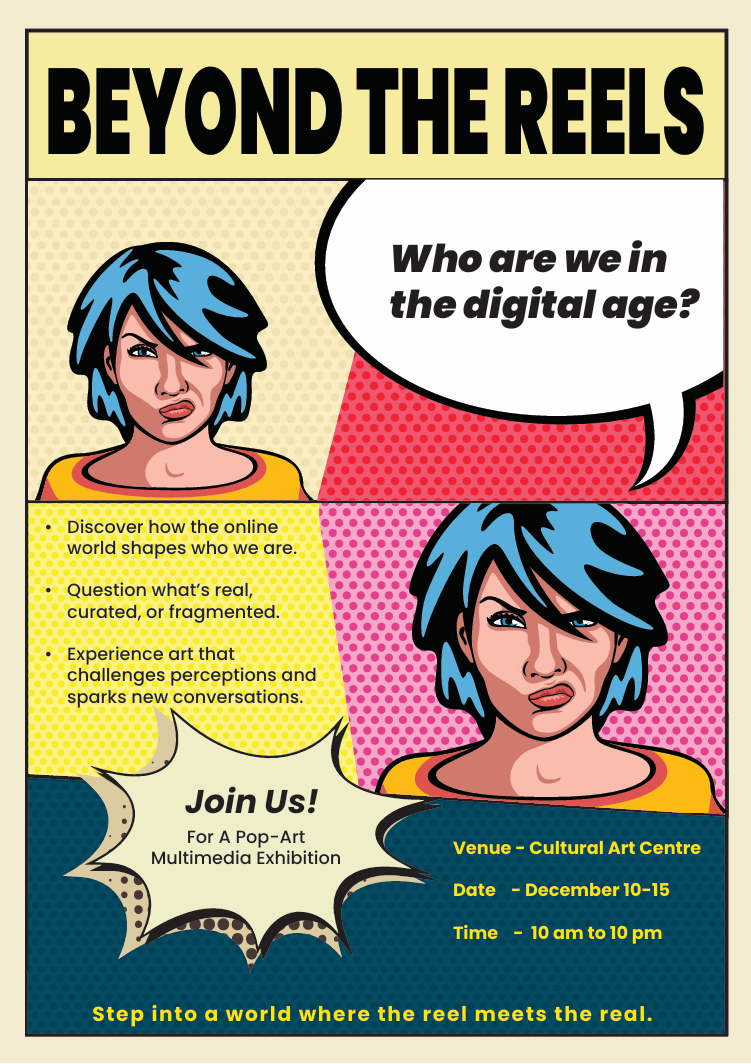 BEYOND THE REELS
Who are we in
the digital age?
• Discover how the online
world shapes who we are.
• Question what's real,
curated, or fragmented.
• Experience art that
challenges perceptions and
sparks new conversations.
Join Us!
For A Pop-Art
Multimedia Exhibition
Venue - Cultural Art Centre
Date - December 10-15
Time - 10 am to 10 pm
Step into a world where the reel meets the real.